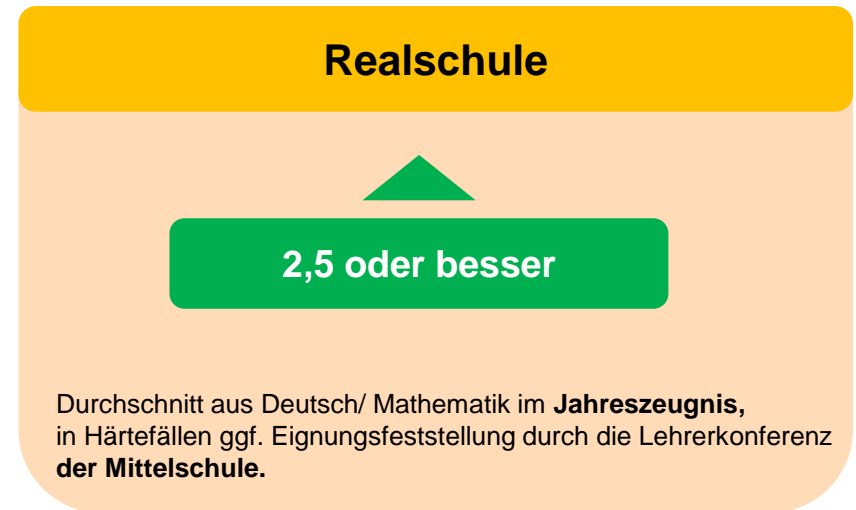 Realschule
2,5 oder besser
Durchschnitt aus Deutsch/ Mathematik im Jahreszeugnis,
in Härtefällen ggf. Eignungsfeststellung durch die Lehrerkonferenz
der Mittelschule.